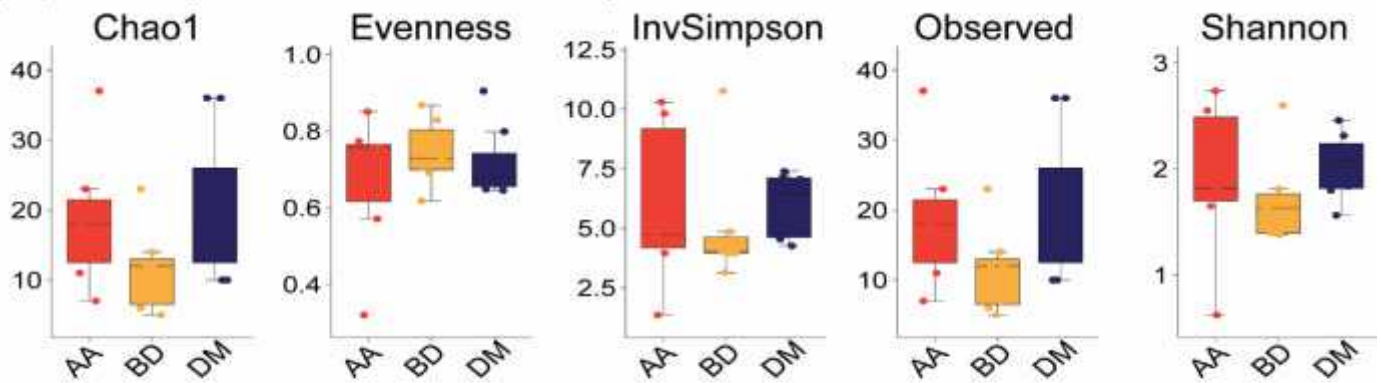 Chao1 Evenness InvSimpson Observed Shannon
40 1.0 12.5 40 3
30 0.8 10.0 30 2
20 0.6 7.5 20 1
10 0.4 5.0 10
2.5
AA BD DM AA BD DM AA BD DM AA BD DM AA BD DM